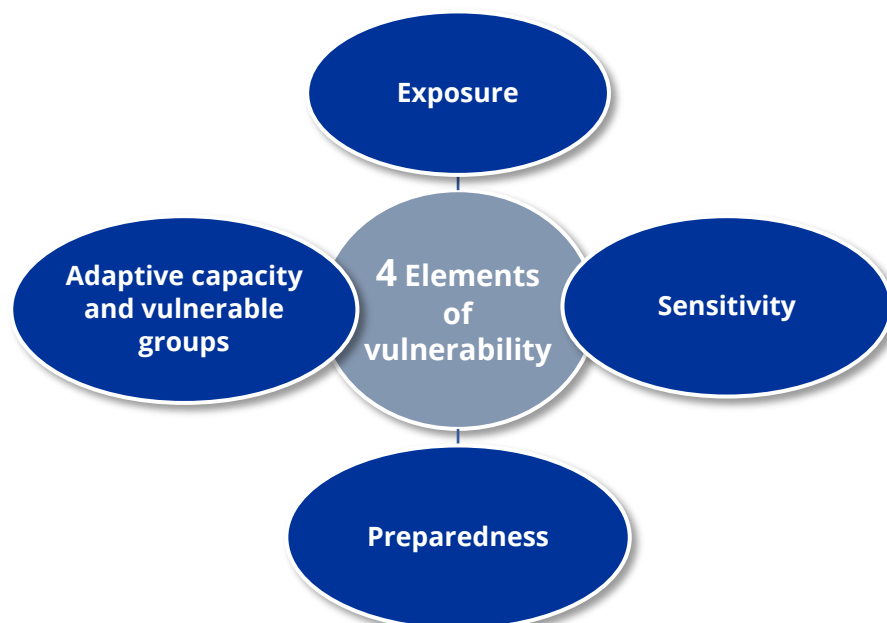 Exposure
Adaptive capacity
and vulnerable
groups
4 Elements
of
vulnerability
Sensitivity
Preparedness